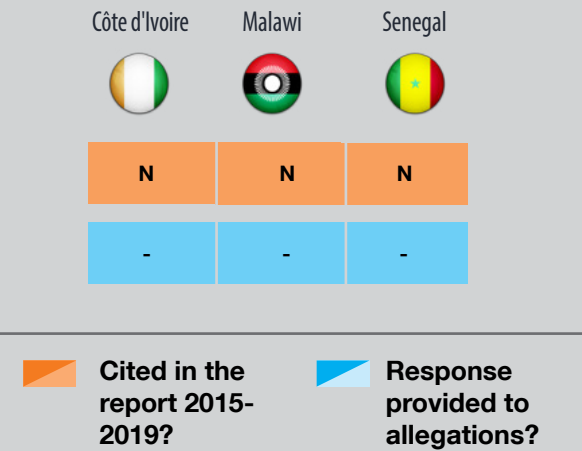 Côte d'Ivoire Malawi Senegal
N N N
- - -
Cited in the
report 2015-
2019?
Response
provided to
allegations?